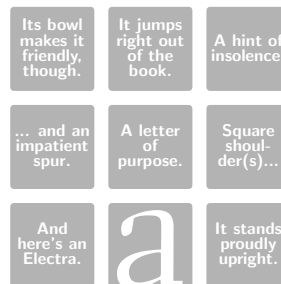 Its bowl
makes it
friendly,
though.
It jumps
right out
of the
book.
A hint of
insolence
... and an
impatient
spur.
A letter
of
purpose.
Square
shoul-
der(s)...
And
here's an
Electra.
a
It stands
proudly
upright.